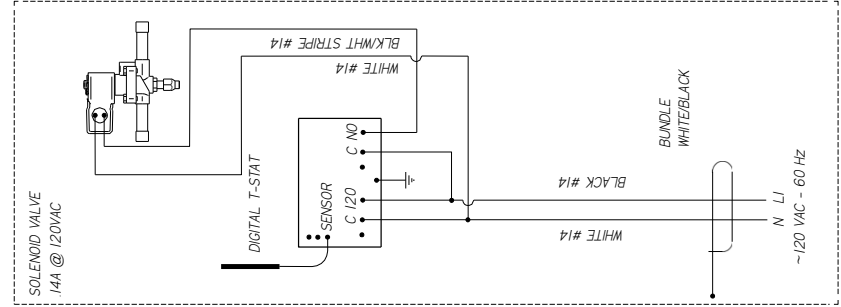 BLK/WHT STRIPE #14
WHITE #14
BUNDLE
WHITE/BLACK
C NO
DIGITAL T-STAT
SENSOR
C 120
BLACK #14
WHITE #14
L1
N
~120 VAC - 60 Hz
SOLENOID VALVE
.14A @ 120VAC